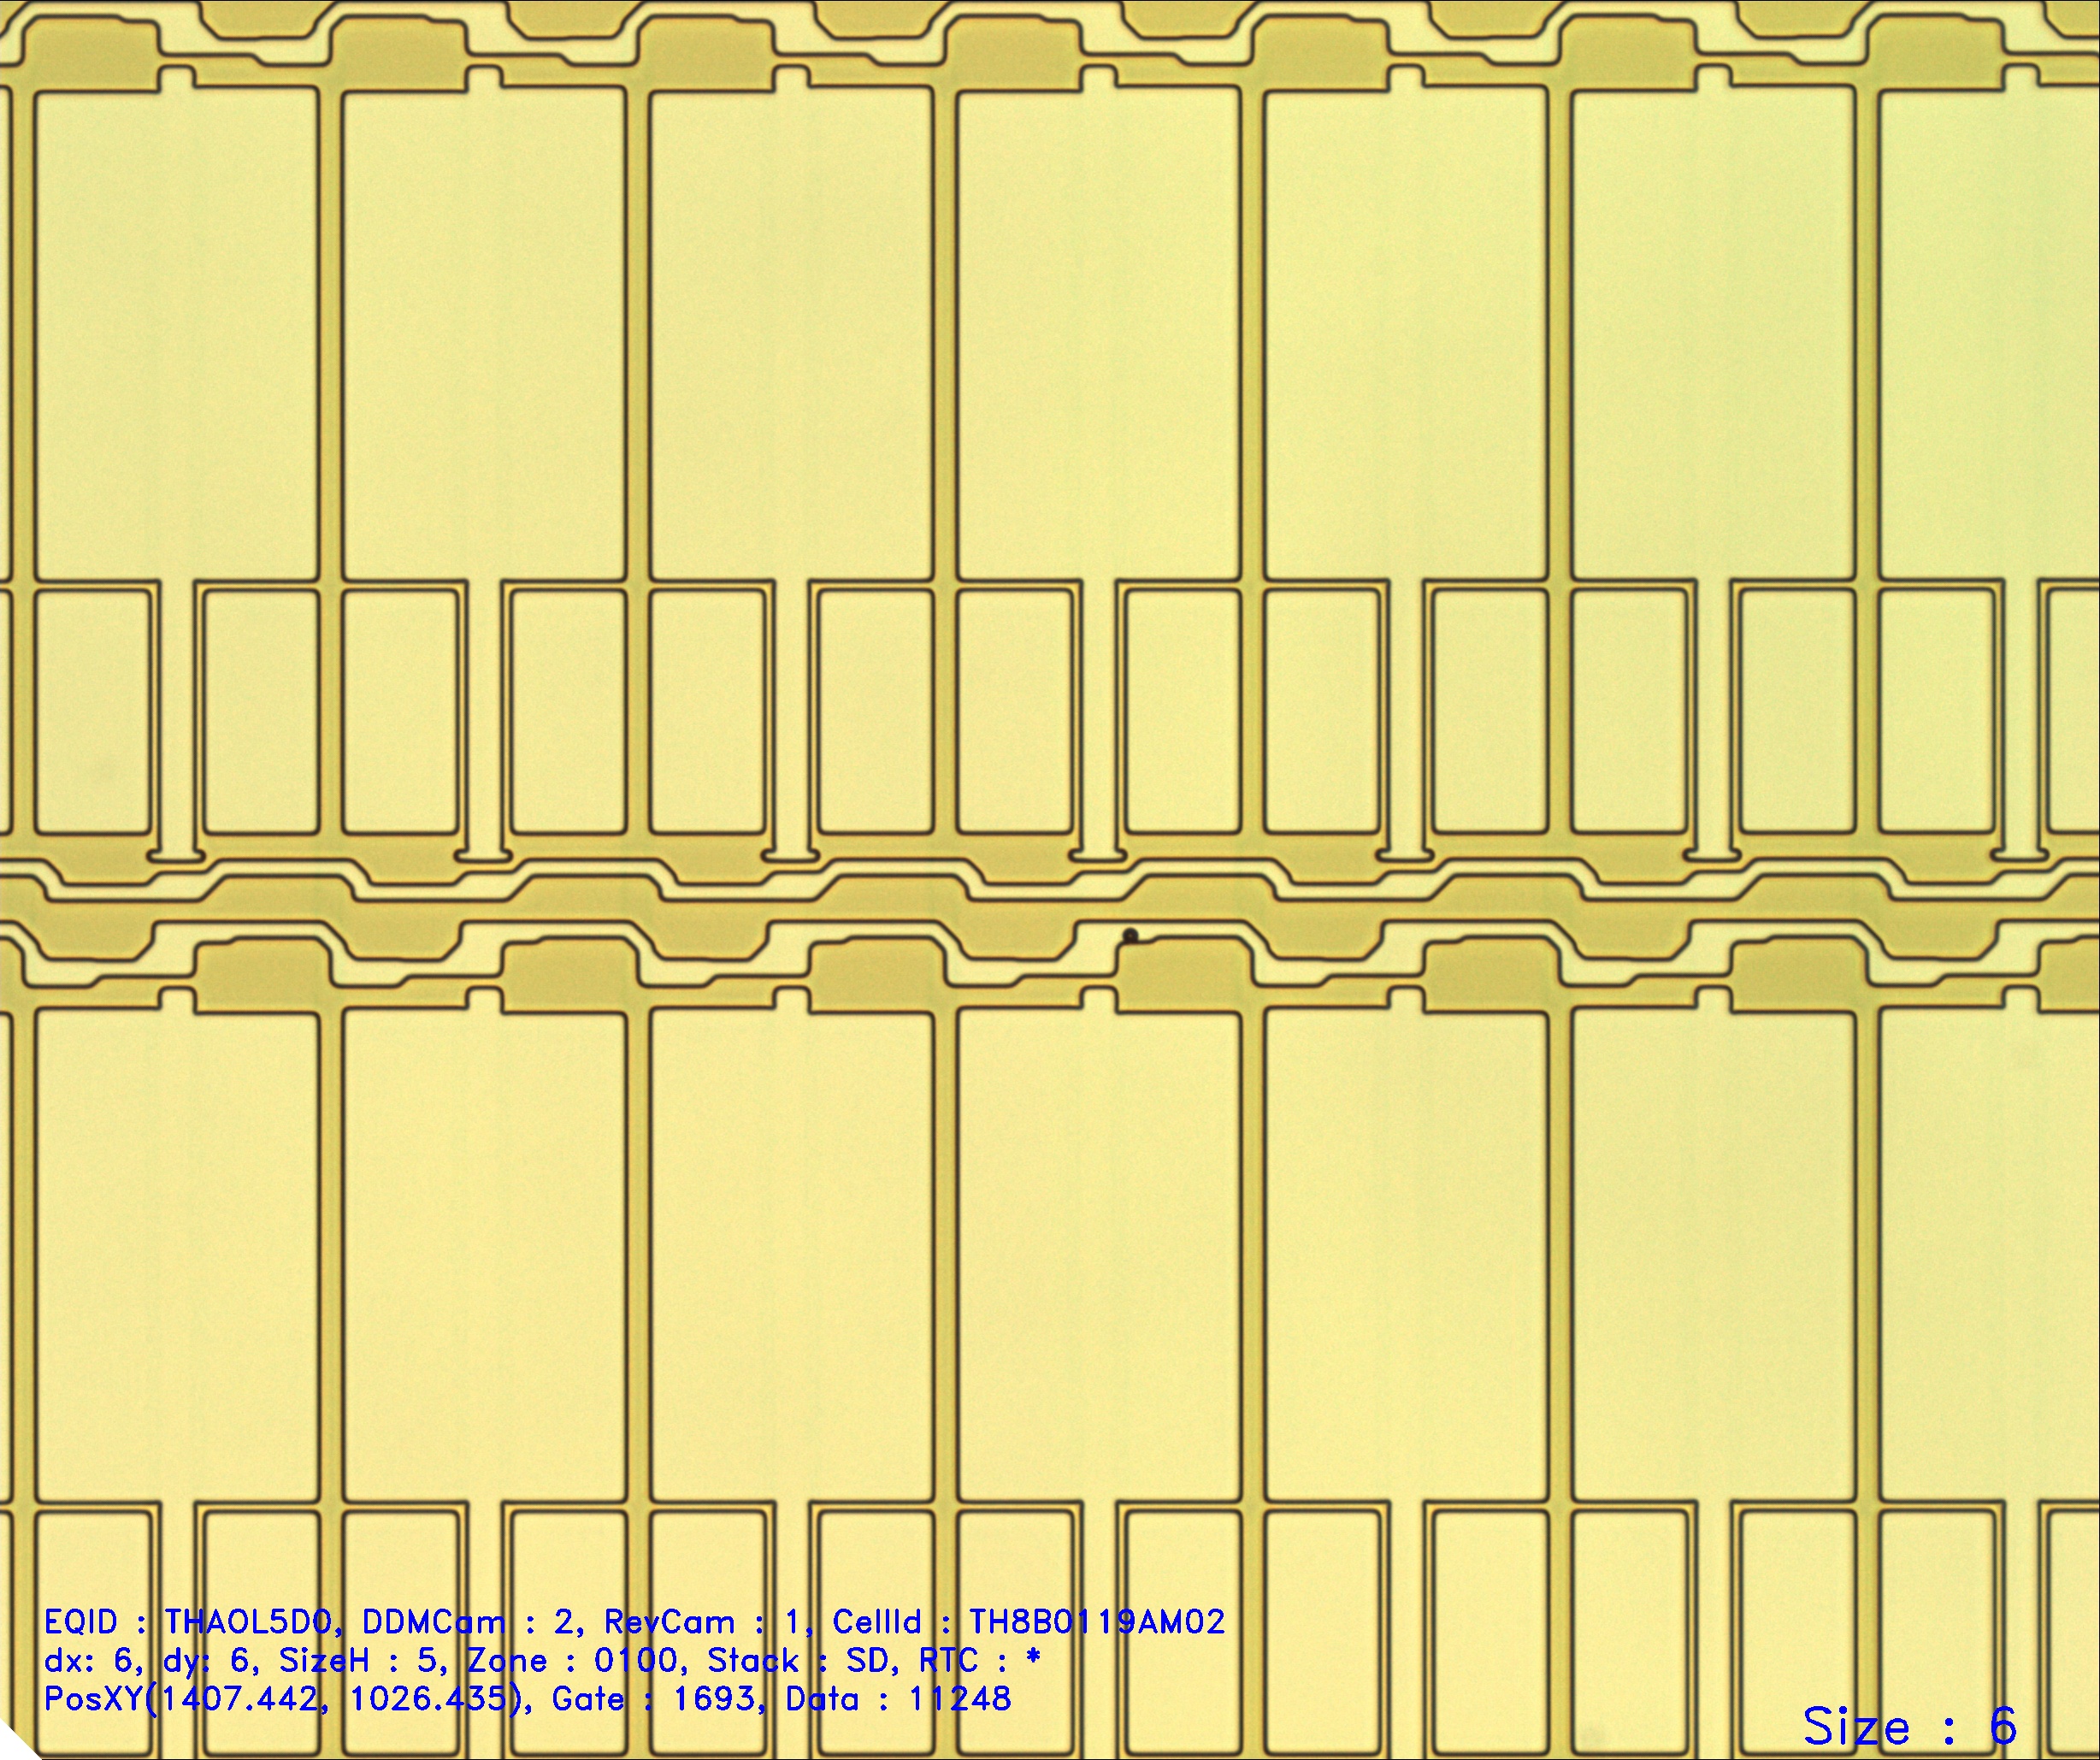 EQID : THAOL5D0, DDMCam : 2, RevCam : 1, CellId : TH8B0119AM02
dx: 6, dy: 6, SizeH : 5, Zone : 0100, Stack : SD, RTC : *
PosXY(1407.442, 1026.435), Gate : 1693, Data : 11248
Size : 6